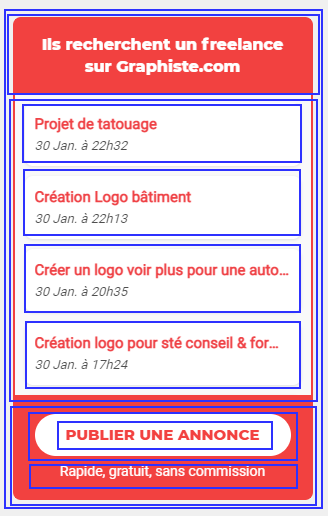 Ils recherchent un freelance
sur Graphiste.com
Projet de tatouage
30 Jan. à 22h32
Création Logo bâtiment
30 Jan. à 22h13
Créer un logo voir plus pour une auto...
30 Jan. à 20h35
Création logo pour sté conseil & for...
30 Jan. à 17h24
PUBLIER UNE ANNONCE
Rapide, gratuit, sans commission